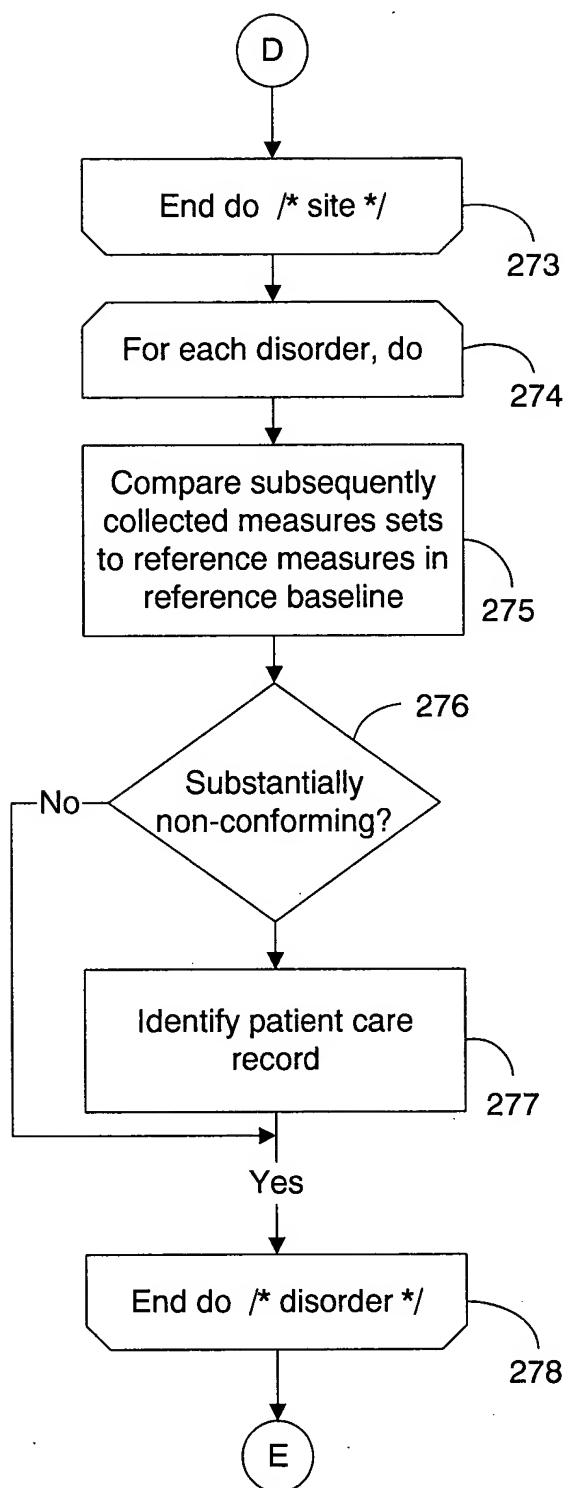 D
End do /* site */
273
For each disorder, do
274
Compare subsequently
collected measures sets
to reference measures in
reference baseline
275
276
Substantially
non-conforming?
No
Identify patient care
record
277
Yes
End do /* disorder */
278
E